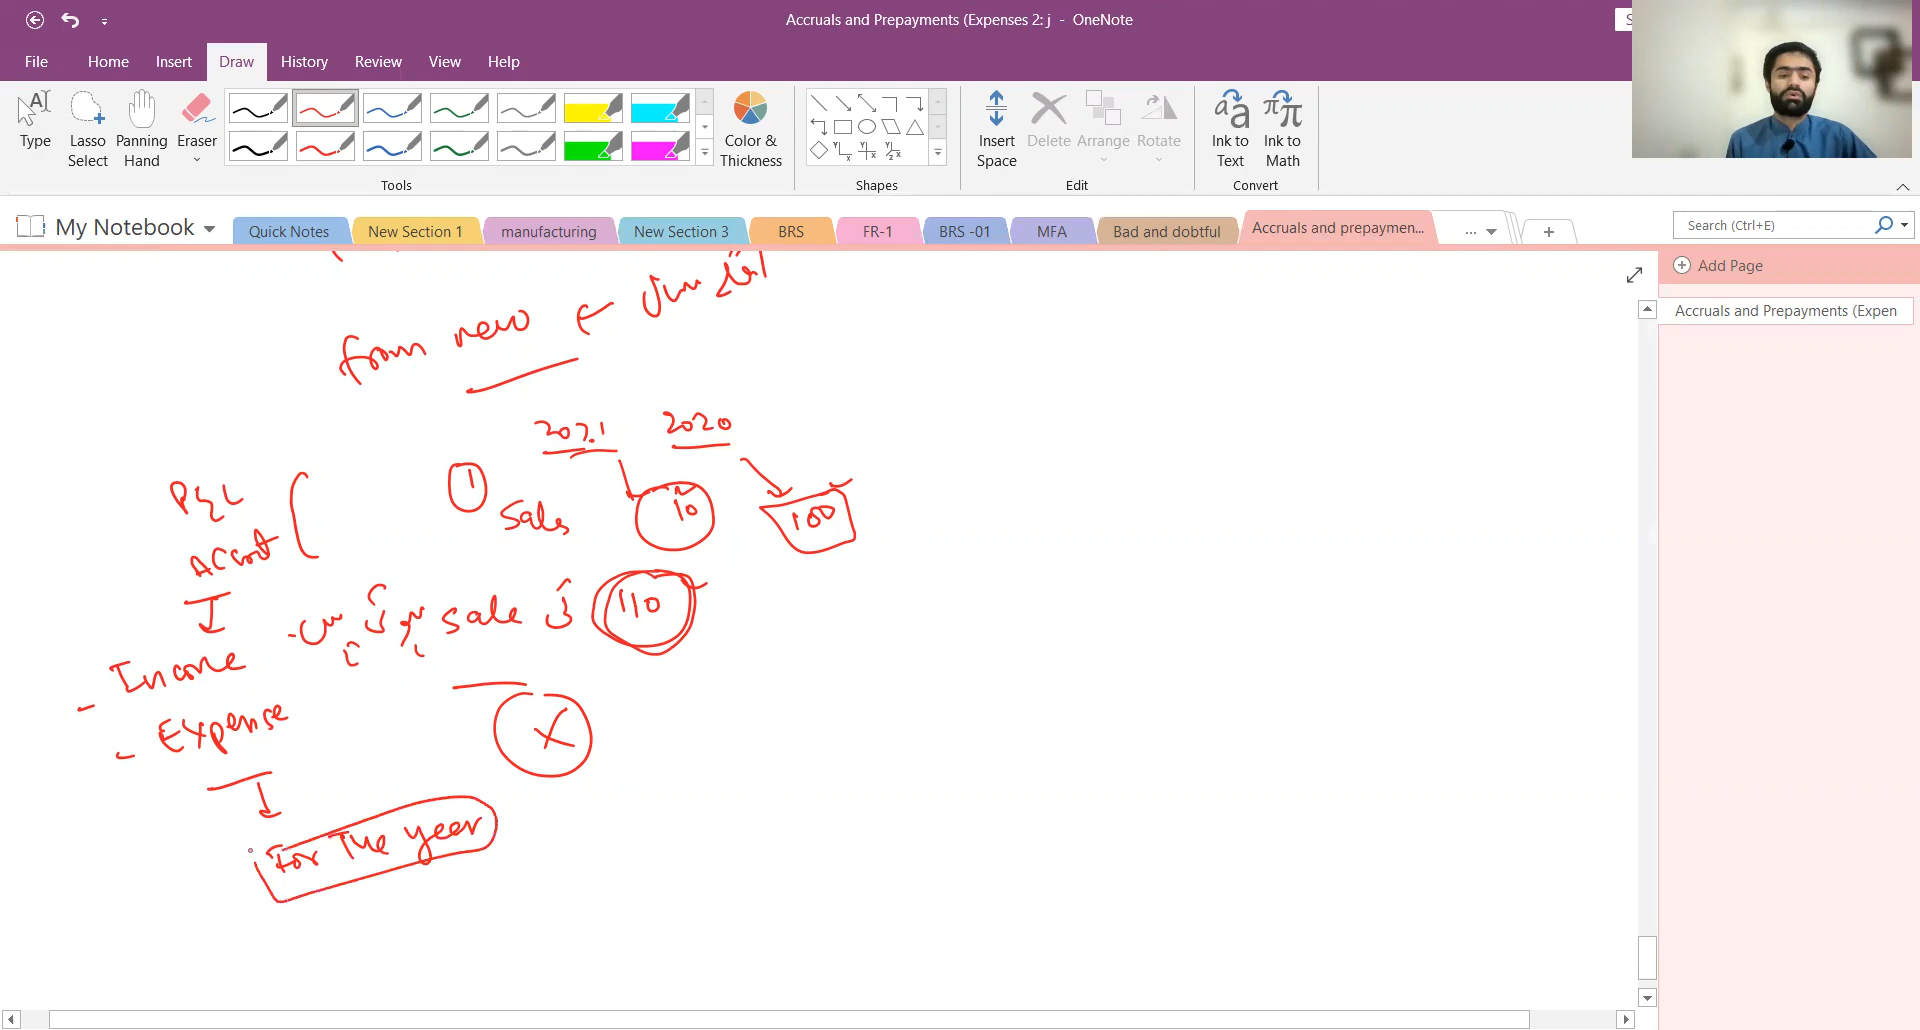 Accruals and Prepayments (Expenses 2: j - OneNote
File Home Insert Draw History Review View Help
Type
Lasso Select
Panning Hand
Eraser
Color & Thickness
Insert Space
Delete
Arrange
Rotate
Ink to Text
Ink to Math
Tools
Shapes
Edit
Convert
My Notebook
Quick Notes
New Section 1
manufacturing
New Section 3
BRS
FR-1
BRS -01
MFA
Bad and doubtful
Accruals and prepaymen...
...
Search (Ctrl+E)
Add Page
Accruals and Prepayments (Expen
from new
2021 2020
P&L
1
Sales 10 100
sale 110
Income
- Expense
X
For The year